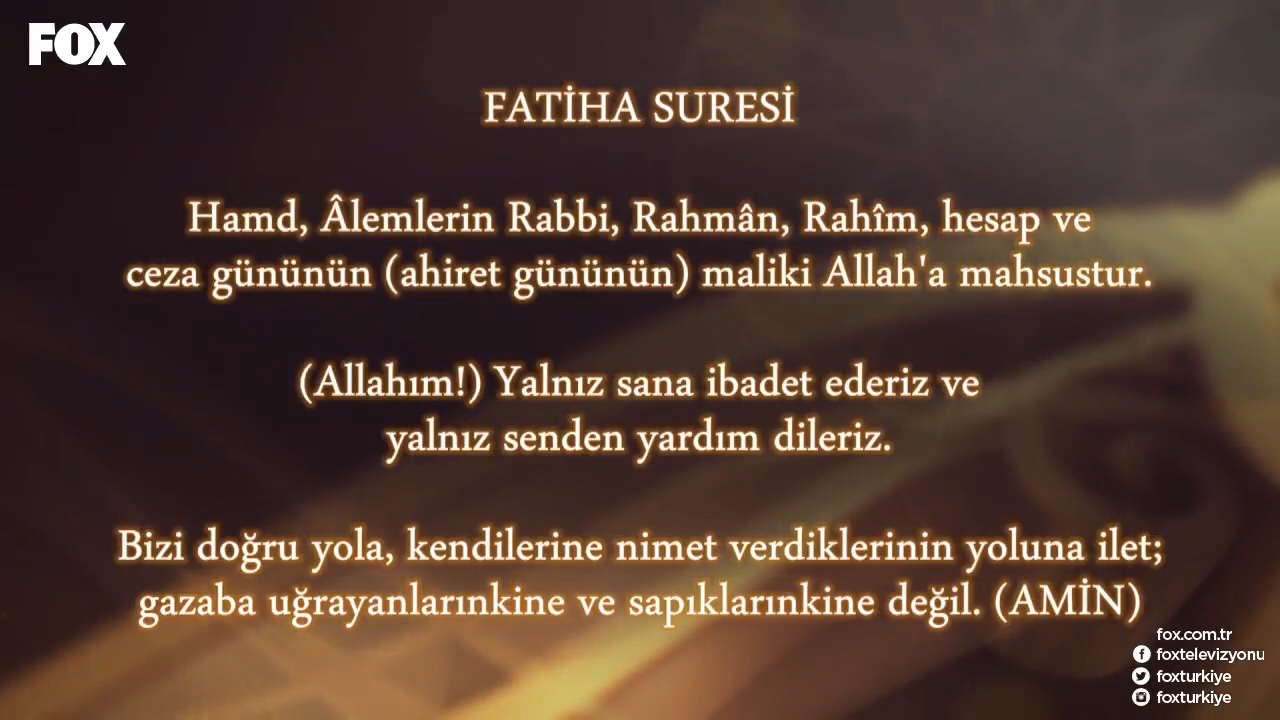 FOX
FATİHA SURESİ
Hamd, Âlemlerin Rabbi, Rahmân, Rahîm, hesap ve
ceza gününün (ahiret gününün) maliki Allah'a mahsustur.
(Allahım!) Yalnız sana ibadet ederiz ve
yalnız senden yardım dileriz.
Bizi doğru yola, kendilerine nimet verdiklerinin yoluna ilet;
gazaba uğrayanlarınkine ve sapıklarınkine değil. (AMİN)
fox.com.tr
foxtelevizyonu
foxturkiye
foxturkiye